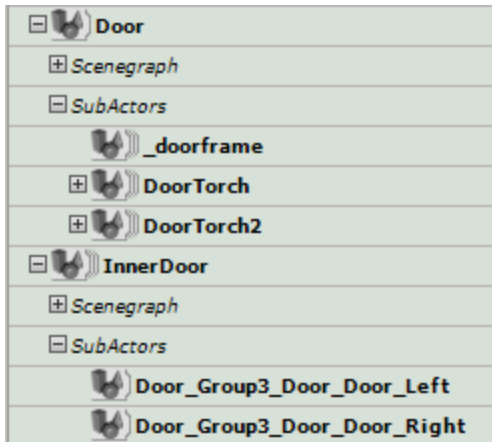 Door
Scenegraph
SubActors
_doorframe
DoorTorch
DoorTorch2
InnerDoor
Scenegraph
SubActors
Door_Group3_Door_Door_Left
Door_Group3_Door_Door_Right